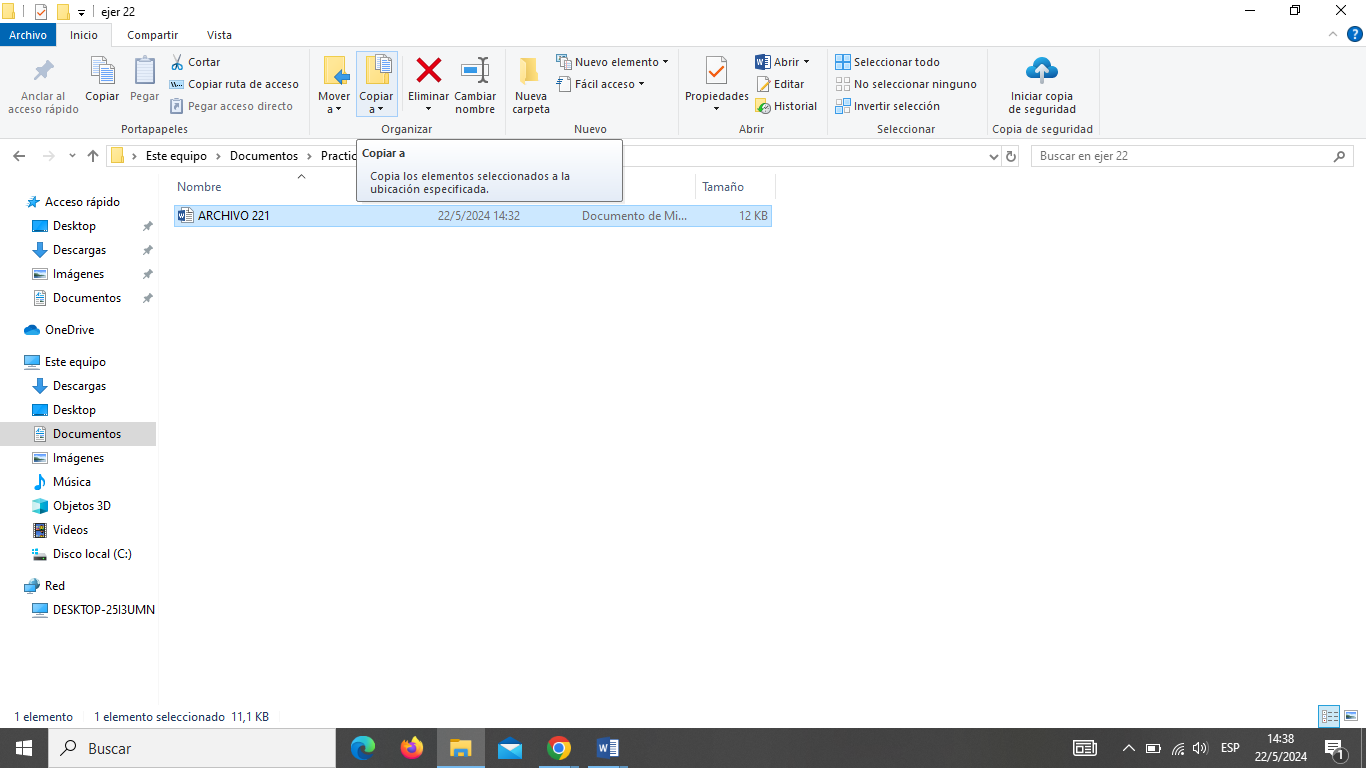 ejer 22
Archivo Inicio Compartir Vista
Anclar al acceso rápido
Copiar
Pegar
Cortar
Copiar ruta de acceso
Pegar acceso directo
Portapapeles
Mover a
Copiar a
Eliminar
Cambiar nombre
Organizar
Nueva carpeta
Nuevo elemento
Fácil acceso
Nuevo
Propiedades
Abrir
Editar
Historial
Abrir
Seleccionar todo
No seleccionar ninguno
Invertir selección
Seleccionar
Iniciar copia de seguridad
Copia de seguridad
Este equipo > Documentos > Practic
Buscar en ejer 22
Copiar a
Copia los elementos seleccionados a la
ubicación especificada.
Nombre Tamaño
ARCHIVO 221 22/5/2024 14:32 Documento de Mi... 12 KB
Acceso rápido
Desktop
Descargas
Imágenes
Documentos
OneDrive
Este equipo
Descargas
Desktop
Documentos
Imágenes
Música
Objetos 3D
Videos
Disco local (C:)
Red
DESKTOP-25I3UMN
1 elemento 1 elemento seleccionado 11,1 KB
Buscar
ESP
14:38
22/5/2024
1